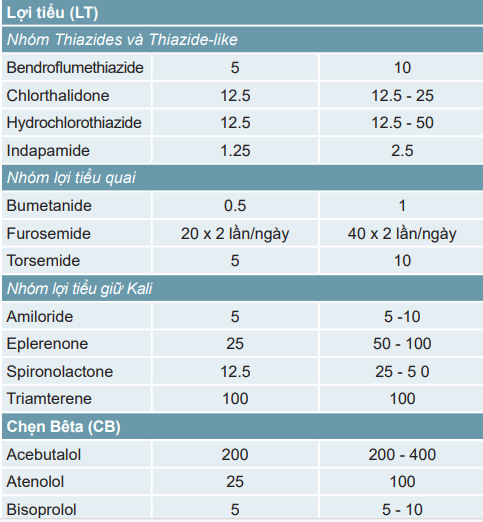 Lợi tiểu (LT)
Nhóm Thiazides và Thiazide-like
Bendroflumethiazide 5 10
Chlorthalidone 12.5 12.5 - 25
Hydrochlorothiazide 12.5 12.5 - 50
Indapamide 1.25 2.5
Nhóm lợi tiểu quai
Bumetanide 0.5 1
Furosemide 20 x 2 lần/ngày 40 x 2 lần/ngày
Torsemide 5 10
Nhóm lợi tiểu giữ Kali
Amiloride 5 5 -10
Eplerenone 25 50 - 100
Spironolactone 12.5 25 - 5 0
Triamterene 100 100
Chẹn Bêta (CB)
Acebutalol 200 200 - 400
Atenolol 25 100
Bisoprolol 5 5 - 10